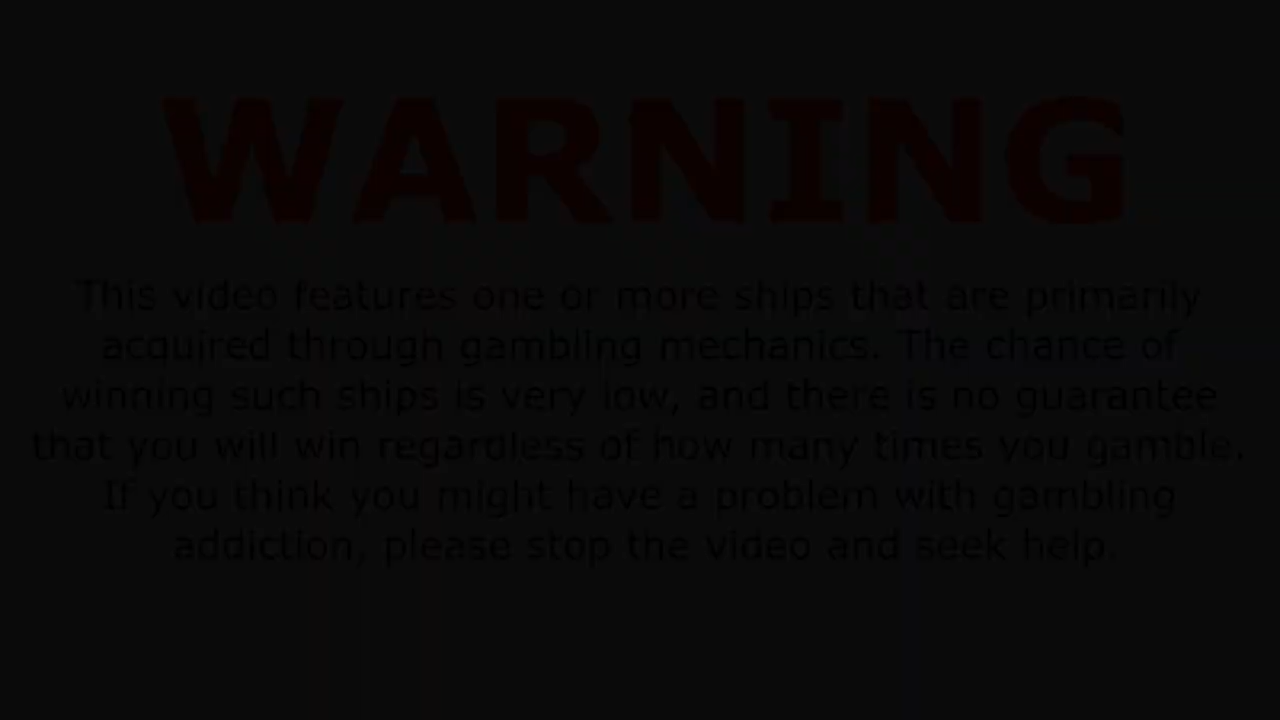 WARNING
This video features one or more ships that are primarily
acquired through gambling mechanics. The chance of
winning such ships is very low, and there is no guarantee
that you will win regardless of how many times you gamble.
If you think you might have a problem with gambling
addiction, please stop the video and seek help.